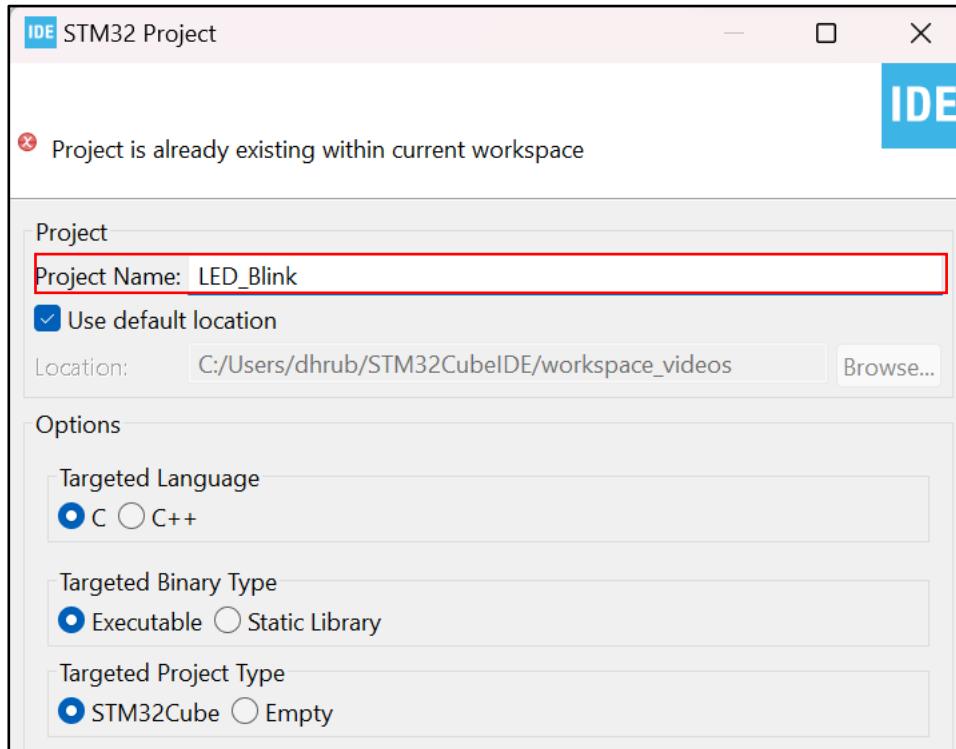 IDE STM32 Project
IDE
Project is already existing within current workspace
Project
Project Name: LED_Blink
Use default location
Location: C:/Users/dhrub/STM32CubeIDE/workspace_videos Browse...
Options
Targeted Language
C C++
Targeted Binary Type
Executable Static Library
Targeted Project Type
STM32Cube Empty